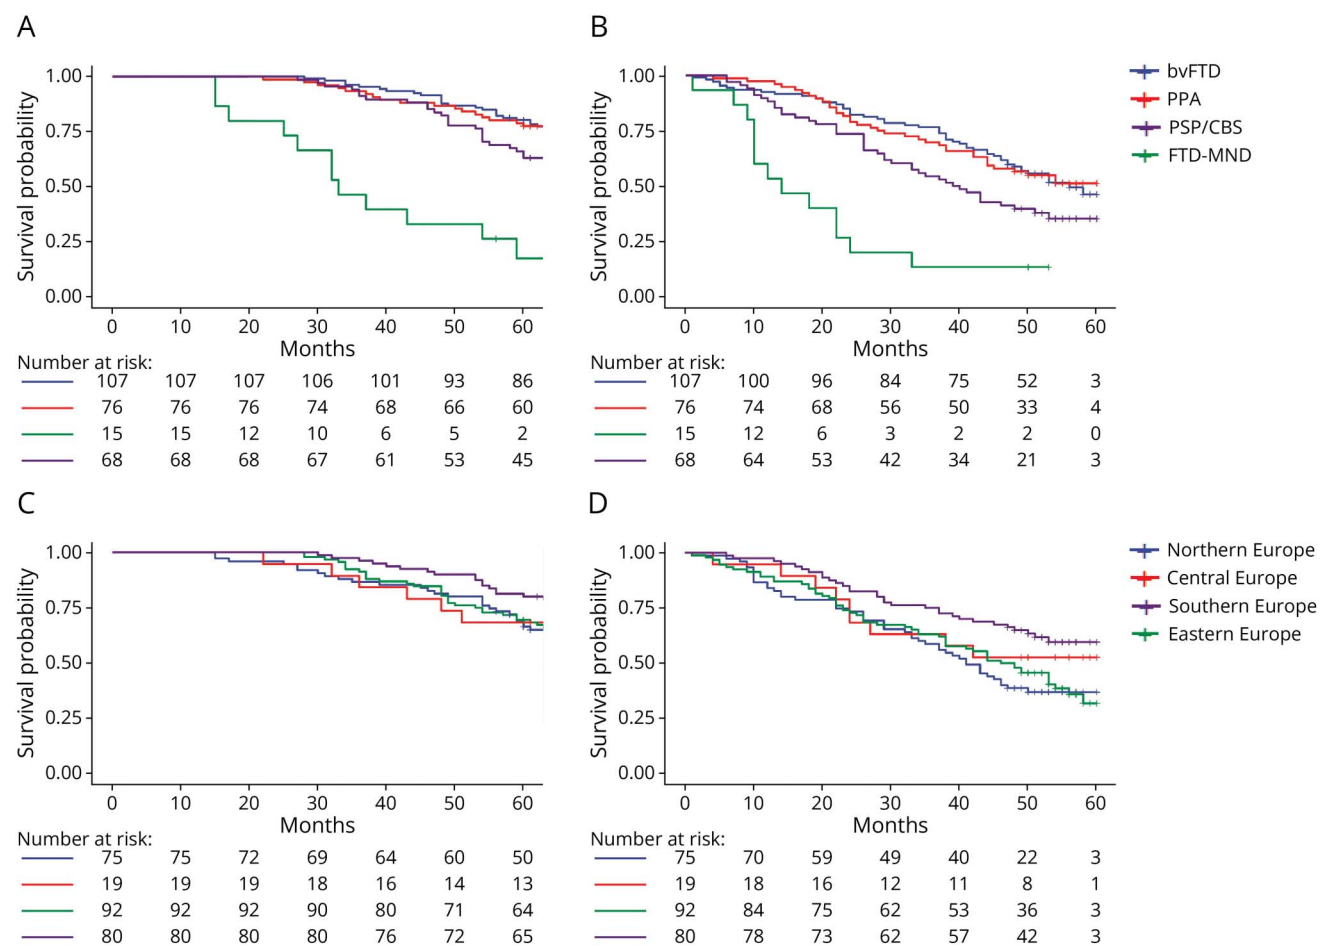 A
Survival probability
1.00
0.75
0.50
0.25
0.00
0 10 20 30 40 50 60
Months
Number at risk:
107 107 107 106 101 93 86
76 76 76 74 68 66 60
15 15 12 10 6 5 2
68 68 68 67 61 53 45
B
Survival probability
1.00
0.75
0.50
0.25
0.00
0 10 20 30 40 50 60
Months
Number at risk:
107 100 96 84 75 52 3
76 74 68 56 50 33 4
15 12 6 3 2 2 0
68 64 53 42 34 21 3
bvFTD
PPA
PSP/CBS
FTD-MND
C
Survival probability
1.00
0.75
0.50
0.25
0.00
0 10 20 30 40 50 60
Months
Number at risk:
75 75 72 69 64 60 50
19 19 19 18 16 14 13
92 92 92 90 80 71 64
80 80 80 80 76 72 65
D
Survival probability
1.00
0.75
0.50
0.25
0.00
0 10 20 30 40 50 60
Months
Number at risk:
75 70 59 49 40 22 3
19 18 16 12 11 8 1
92 84 75 62 53 36 3
80 78 73 62 57 42 3
Northern Europe
Central Europe
Southern Europe
Eastern Europe